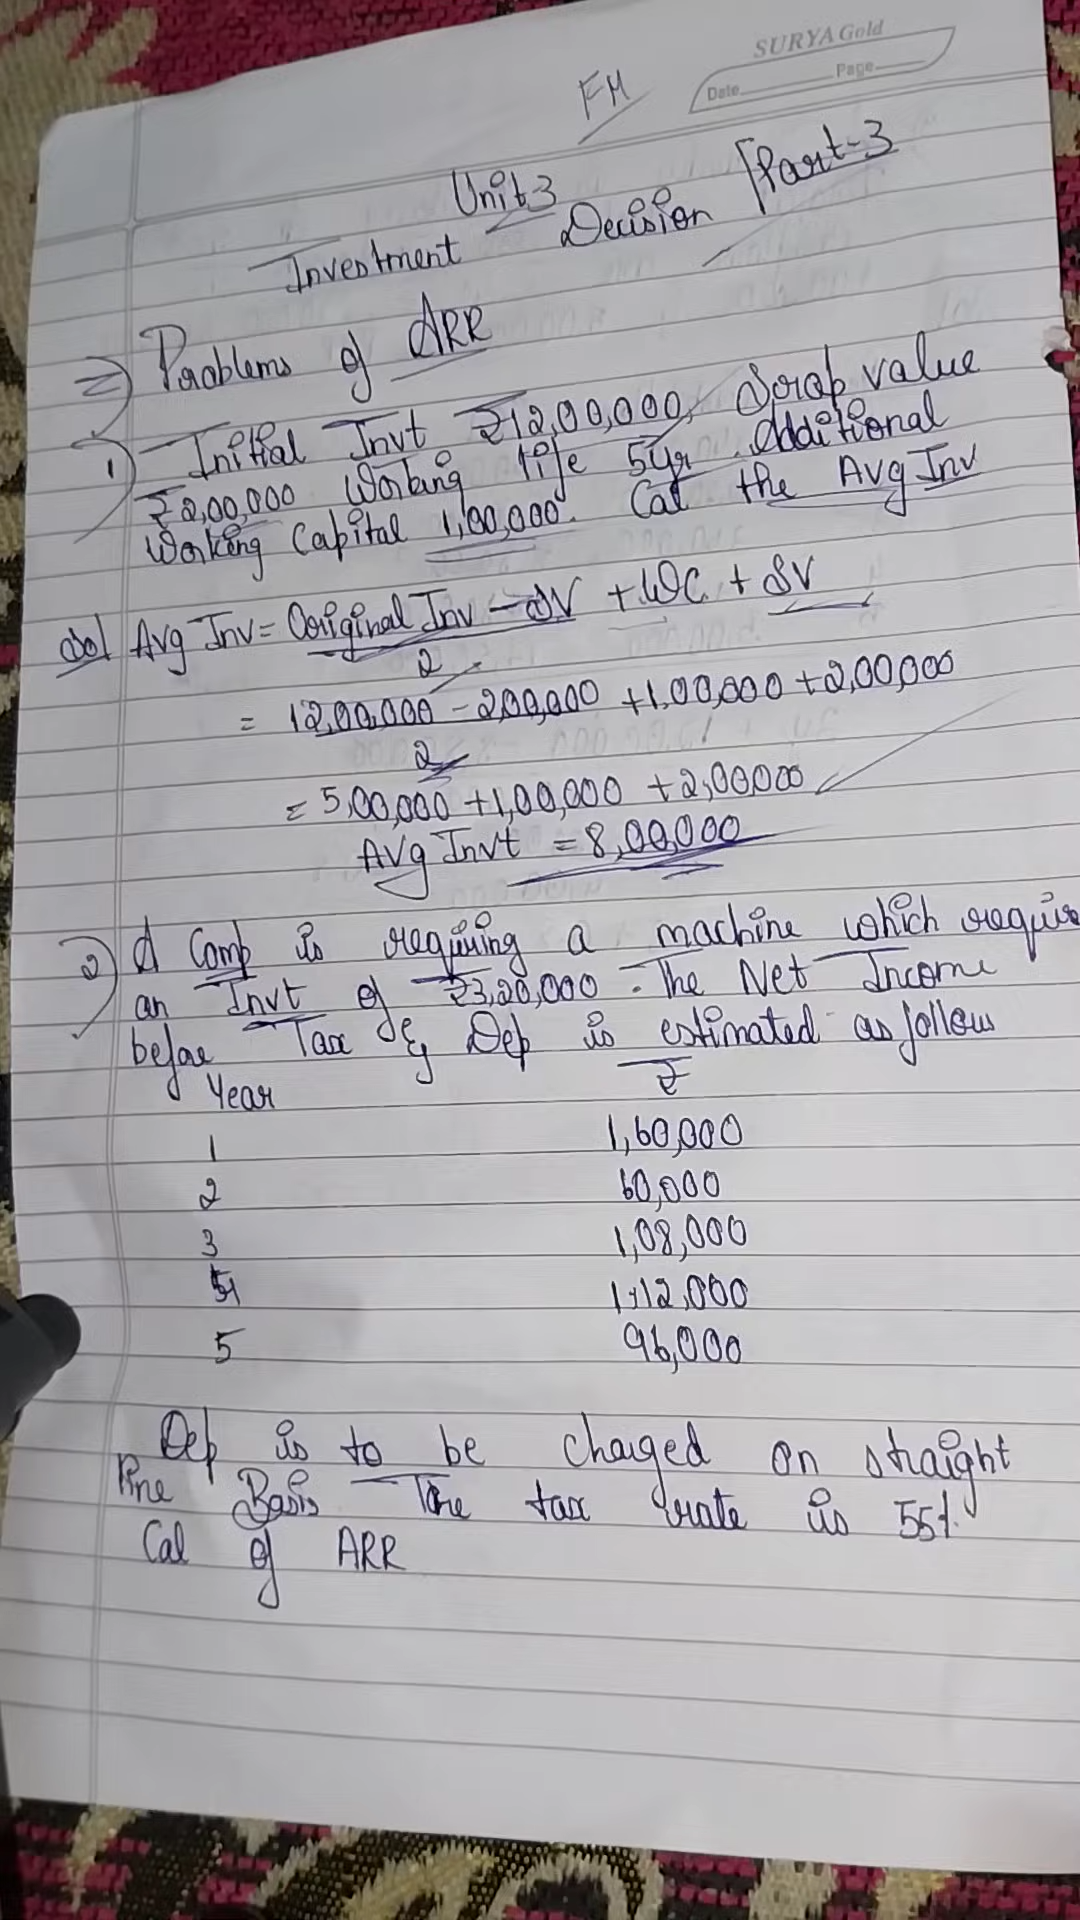 SURYA Gold
Date Page
FM
Unit 3
Investment Decision Part-3
Problems of ARR
1) Initial Invt ₹12,00,000, Scrap value
₹2,00,000 Working life 5yr. Additional
Working Capital 1,00,000. Cal the Avg Inv
Sol Avg Inv = Original Inv - SV + WC + SV
2
= 12,00,000 - 2,00,000 + 1,00,000 + 2,00,000
2
= 5,00,000 + 1,00,000 + 2,00,000
Avg Invt = 8,00,000
2) A Comp is requiring a machine which requir
an Invt of ₹3,20,000. The Net Income
before Tax & Dep is estimated as follow
Year ₹
1 1,60,000
2 60,000
3 1,08,000
4 1,12,000
5 96,000
Dep is to be chaged on straight
line Basis The tax rate is 55%.
Cal of ARR